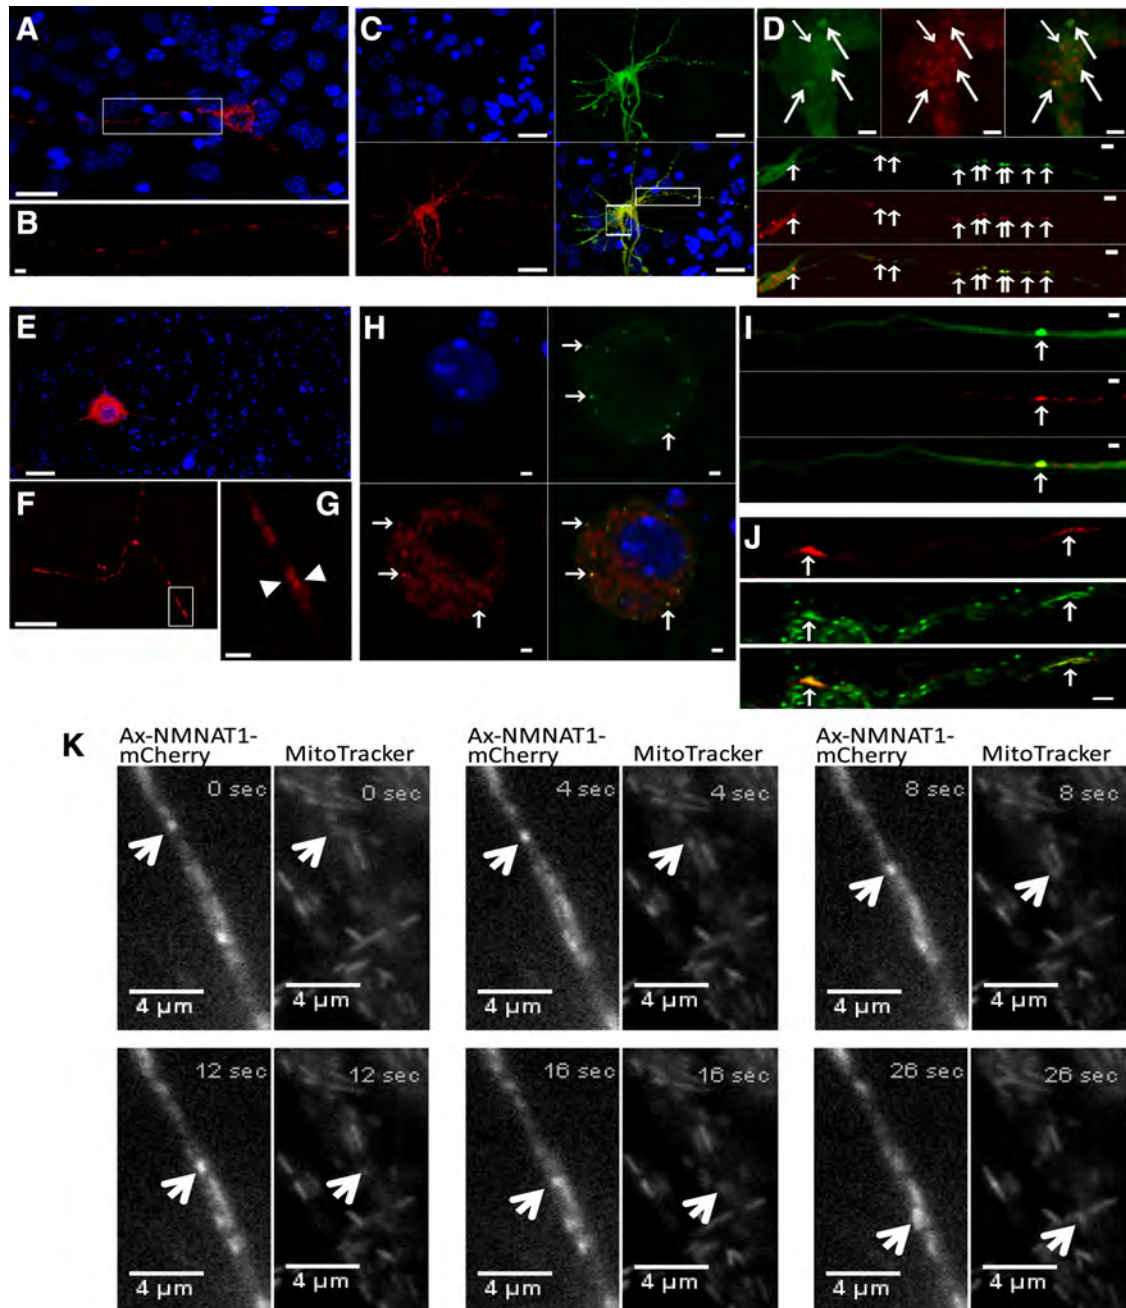 A
C
D
B
E
H
I
F
G
J
K
Ax-NMNAT1-
mCherry
MitoTracker
Ax-NMNAT1-
mCherry
MitoTracker
Ax-NMNAT1-
mCherry
MitoTracker
0 sec
0 sec
4 sec
4 sec
8 sec
8 sec
4 µm
4 µm
4 µm
4 µm
4 µm
4 µm
12 sec
12 sec
16 sec
16 sec
26 sec
26 sec
4 µm
4 µm
4 µm
4 µm
4 µm
4 µm